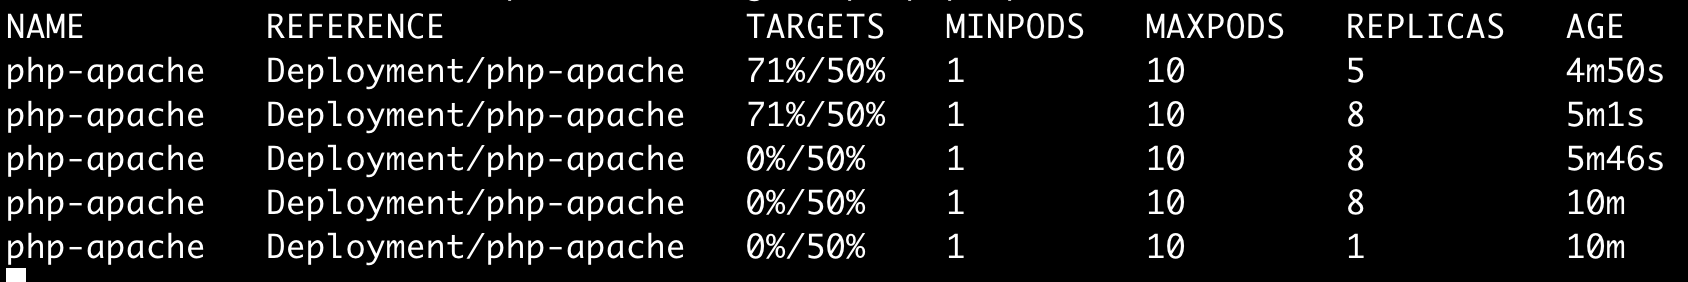 NAME REFERENCE TARGETS MINPODS MAXPODS REPLICAS AGE
php-apache Deployment/php-apache 71%/50% 1 10 5 4m50s
php-apache Deployment/php-apache 71%/50% 1 10 8 5m1s
php-apache Deployment/php-apache 0%/50% 1 10 8 5m46s
php-apache Deployment/php-apache 0%/50% 1 10 8 10m
php-apache Deployment/php-apache 0%/50% 1 10 1 10m